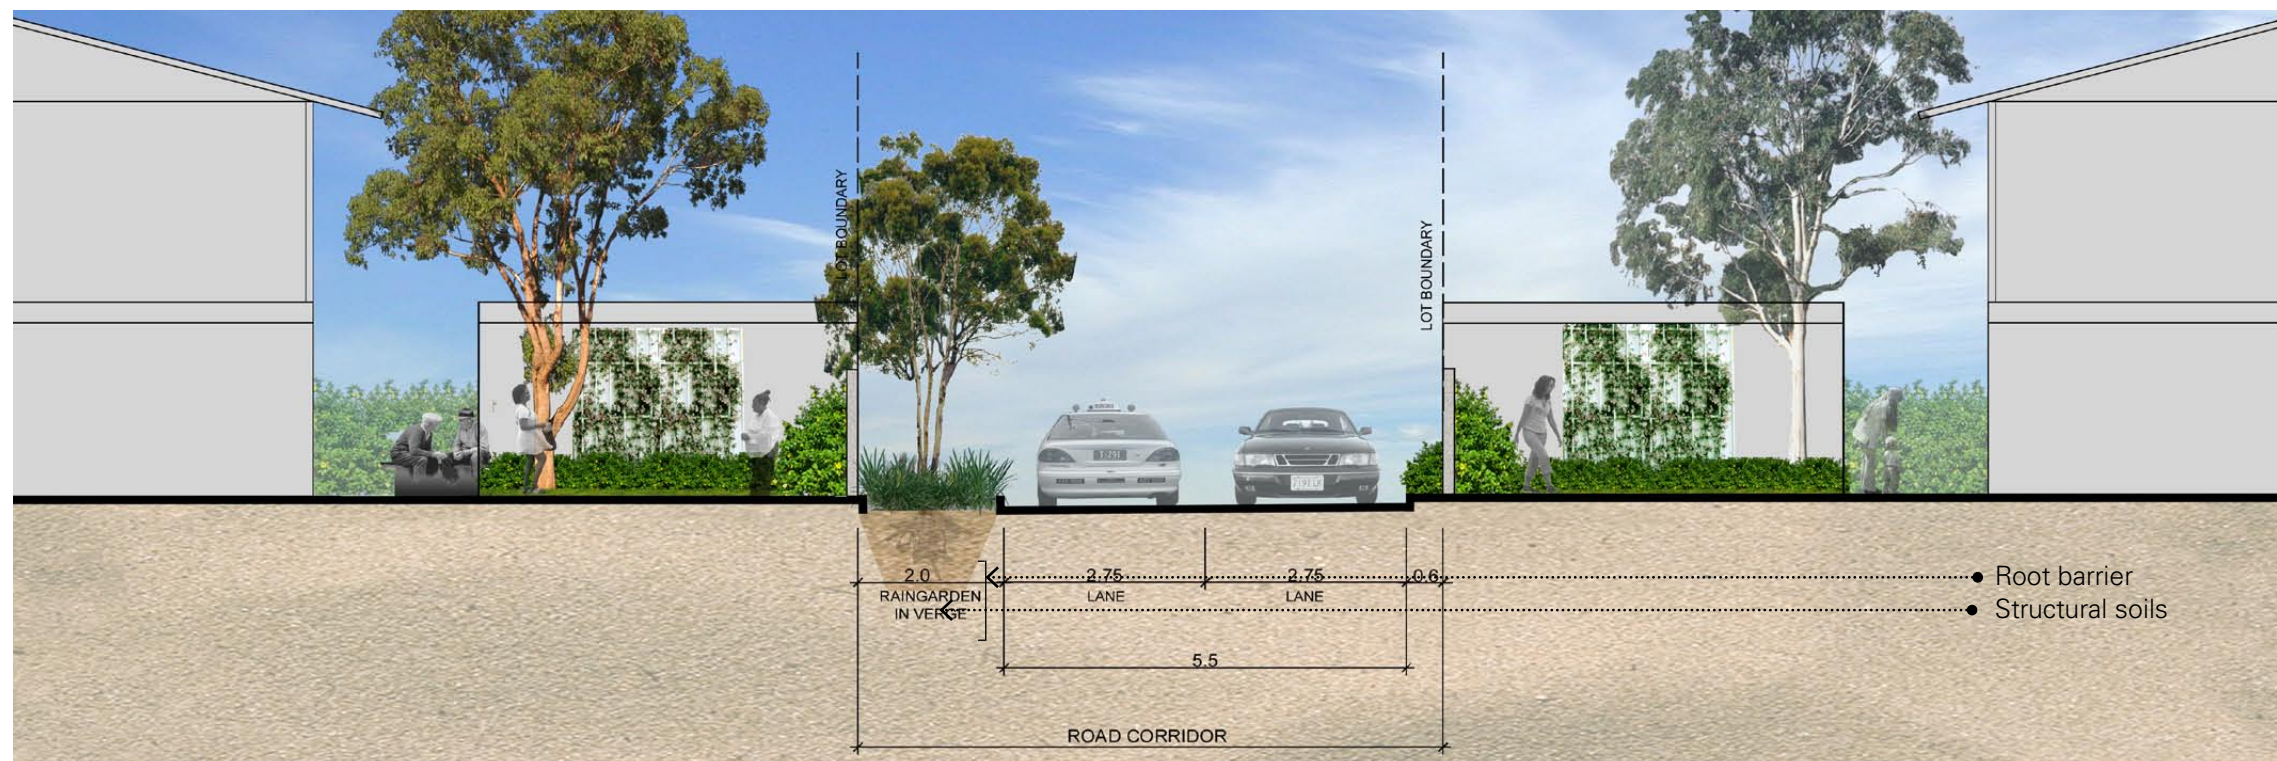 LOT BOUNDARY
LOT BOUNDARY
T·291
2.0
2.75
2.75
0.6
Root barrier
RAINGARDEN
IN VERGE
LANE
LANE
Structural soils
5.5
ROAD CORRIDOR